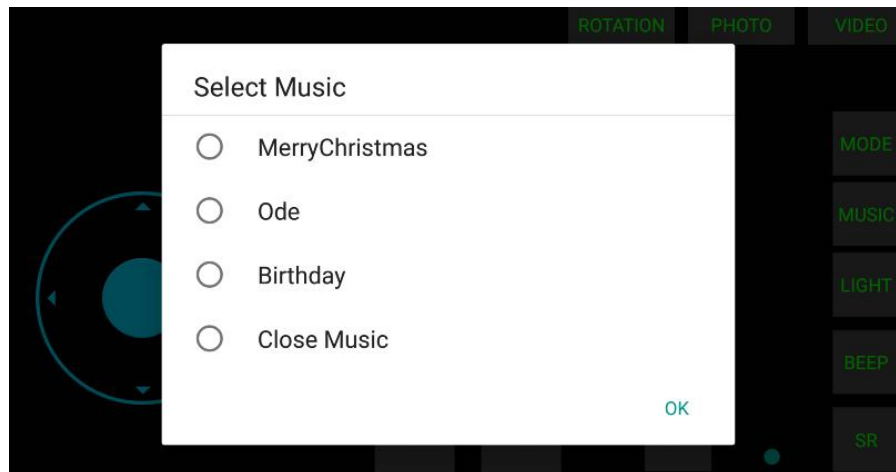 ROTATION PHOTO VIDEO
Select Music
MerryChristmas
Ode
Birthday
Close Music
OK
MODE
MUSIC
LIGHT
BEEP
SR